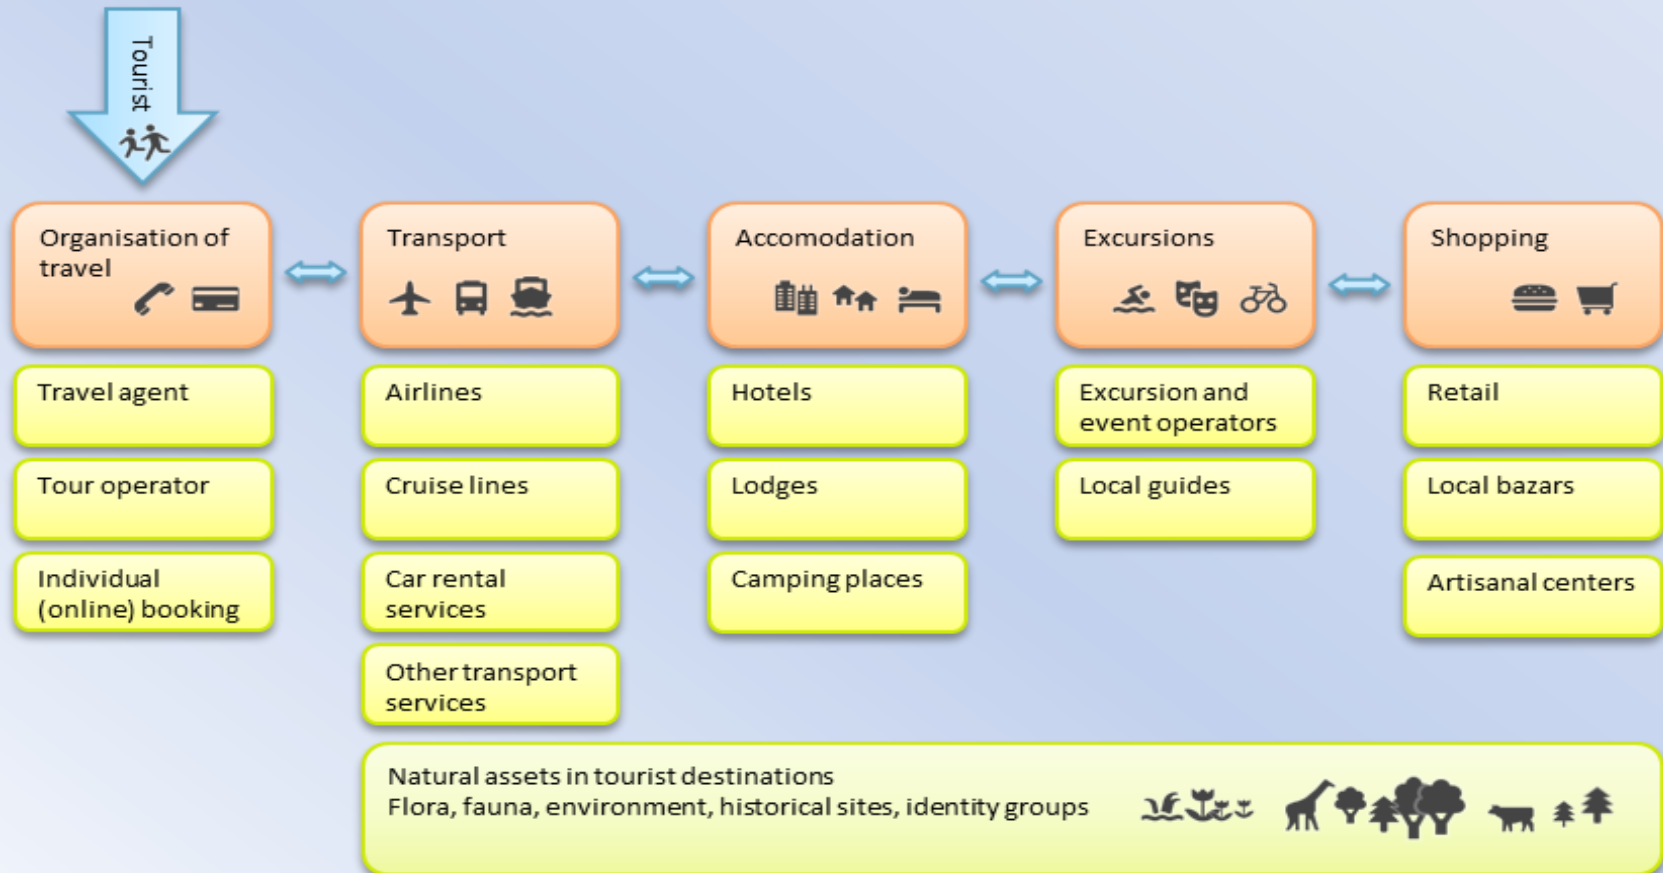 Tourist
Organisation of
travel
Transport
Accomodation
Excursions
Shopping
Travel agent
Airlines
Hotels
Excursion and
event operators
Retail
Tour operator
Cruise lines
Lodges
Local guides
Local bazars
Individual
(online) booking
Car rental
services
Camping places
Artisanal centers
Other transport
services
Natural assets in tourist destinations
Flora, fauna, environment, historical sites, identity groups